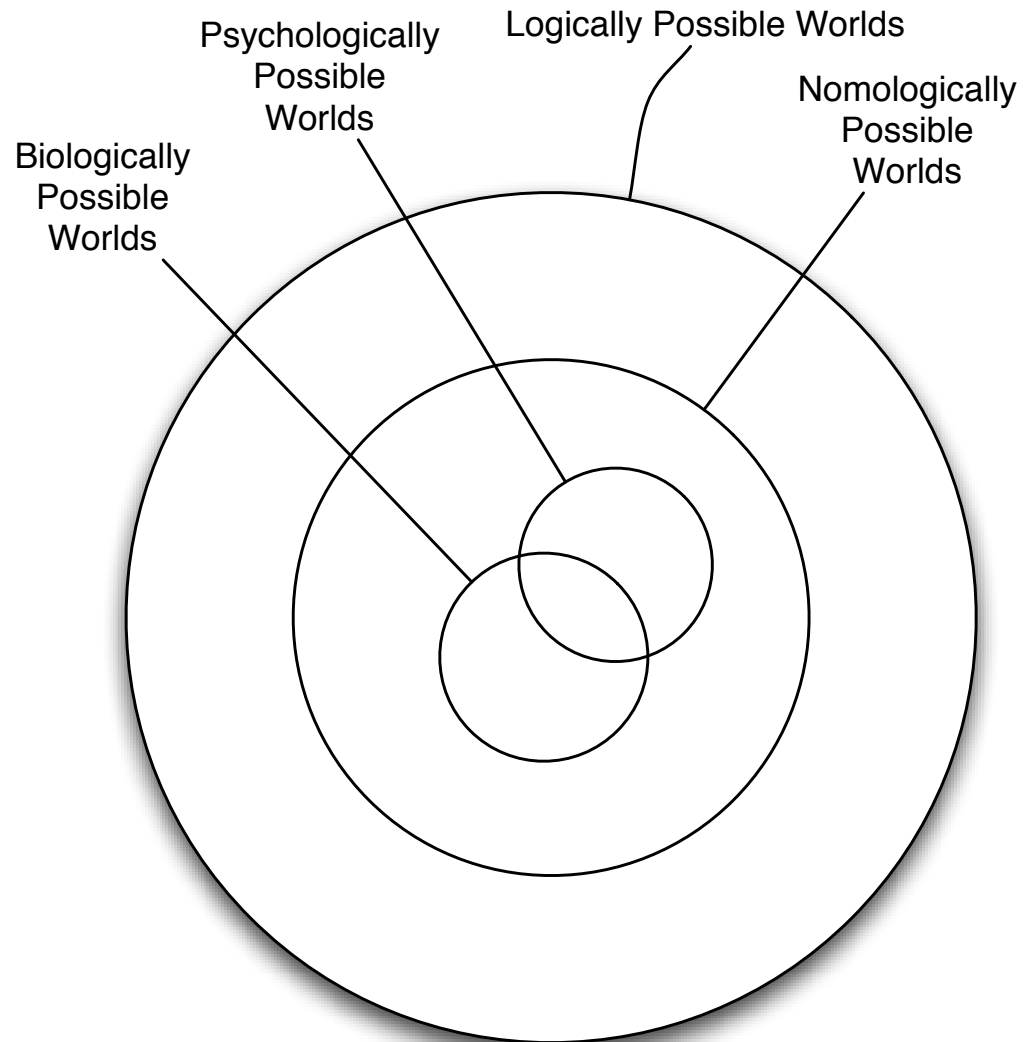 Psychologically
Possible
Worlds
Logically Possible Worlds
Nomologically
Possible
Worlds
Biologically
Possible
Worlds